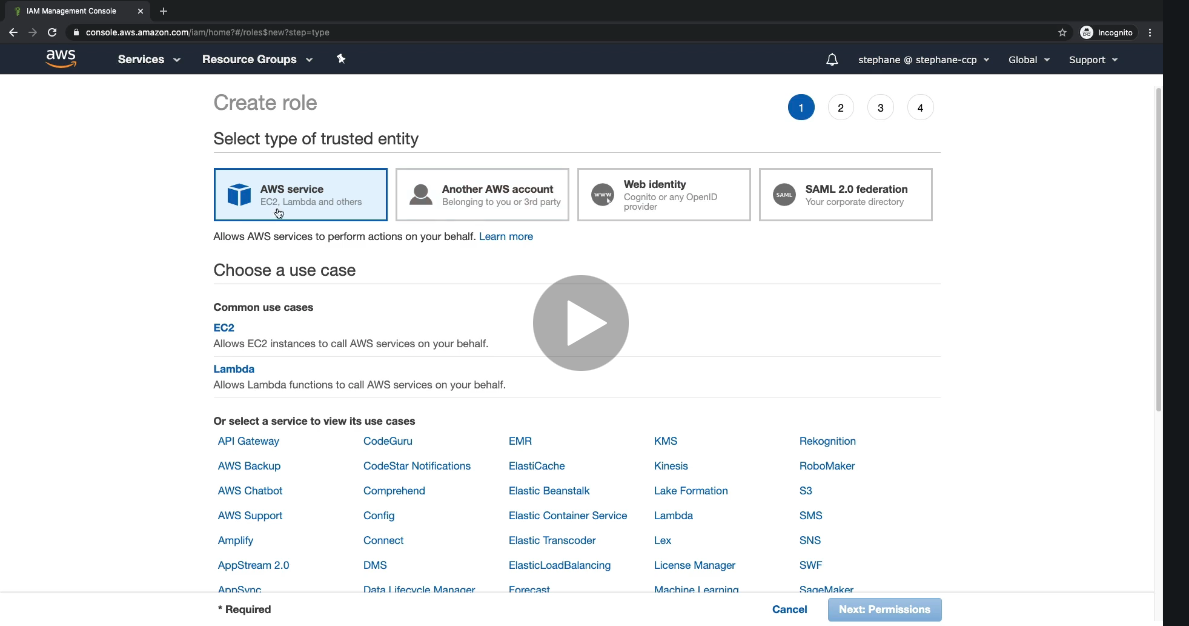 IAM Management Console
console.aws.amazon.com/iam/home?#/roles$new?step=type
Incognito
aws
Services
Resource Groups
stephane @ stephane-ccp
Global
Support
Create role
1
2
3
4
Select type of trusted entity
AWS service
EC2, Lambda and others
Another AWS account
Belonging to you or 3rd party
www
Web identity
Cognito or any OpenID
provider
SAML
SAML 2.0 federation
Your corporate directory
Allows AWS services to perform actions on your behalf. Learn more
Choose a use case
Common use cases
EC2
Allows EC2 instances to call AWS services on your behalf.
Lambda
Allows Lambda functions to call AWS services on your behalf.
Or select a service to view its use cases
API Gateway CodeGuru EMR KMS Rekognition
AWS Backup CodeStar Notifications ElastiCache Kinesis RoboMaker
AWS Chatbot Comprehend Elastic Beanstalk Lake Formation S3
AWS Support Config Elastic Container Service Lambda SMS
Amplify Connect Elastic Transcoder Lex SNS
AppStream 2.0 DMS ElasticLoadBalancing License Manager SWF
AppSync Data Lifecycle Manager Forecast Machine Learning SageMaker
* Required
Cancel
Next: Permissions